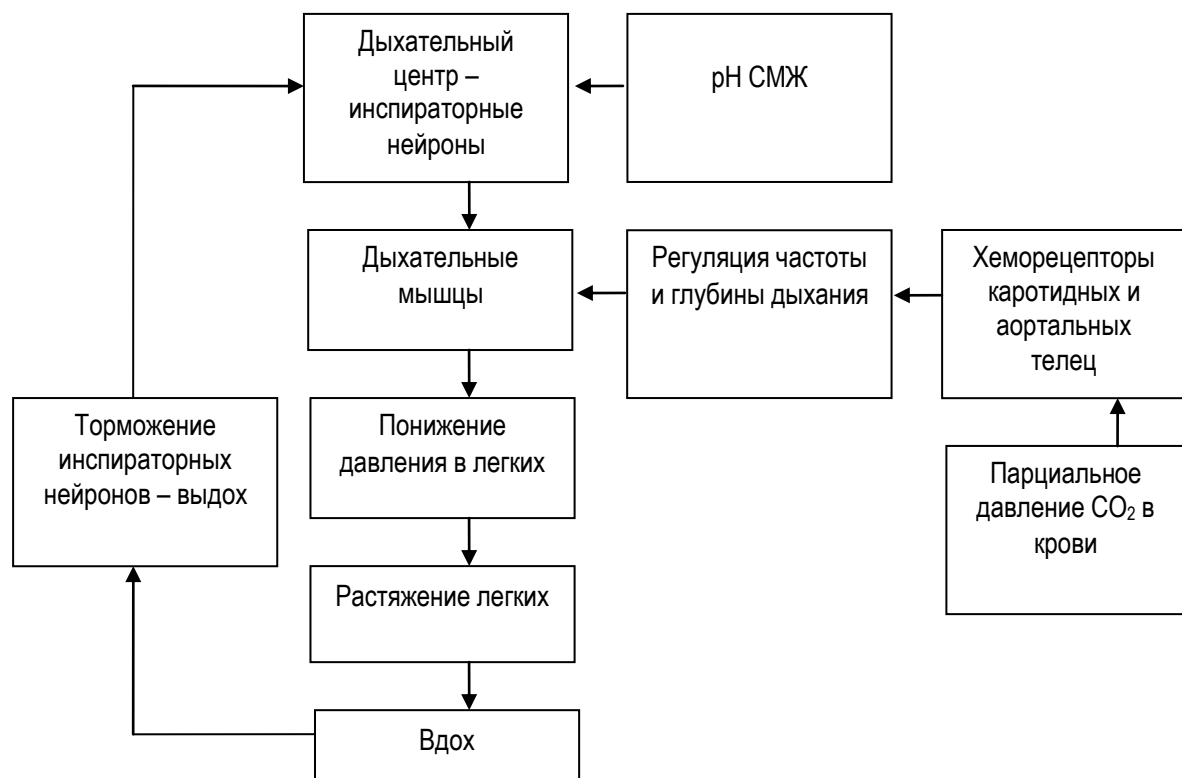 Дыхательный
центр –
инспираторные
нейроны
pH СМЖ
Дыхательные
мышцы
Регуляция частоты
и глубины дыхания
Хеморецепторы
каротидных и
аортальных
телец
Торможение
инспираторных
нейронов – выдох
Понижение
давления в легких
Парциальное
давление CO₂ в
крови
Растяжение легких
Вдох